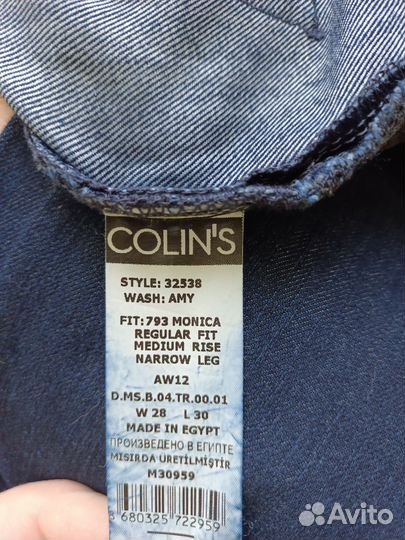 COLIN'S
STYLE: 32538
WASH: AMY
FIT: 793 MONICA
REGULAR FIT
MEDIUM RISE
NARROW LEG
AW12
D.MS.B.04.TR.00.01
W 28 L 30
MADE IN EGYPT
ПРОИЗВЕДЕНО В ЕГИПТЕ
MISIRDA ÜRETİLMİŞTİR
M30959
8 680325 722959
Avito